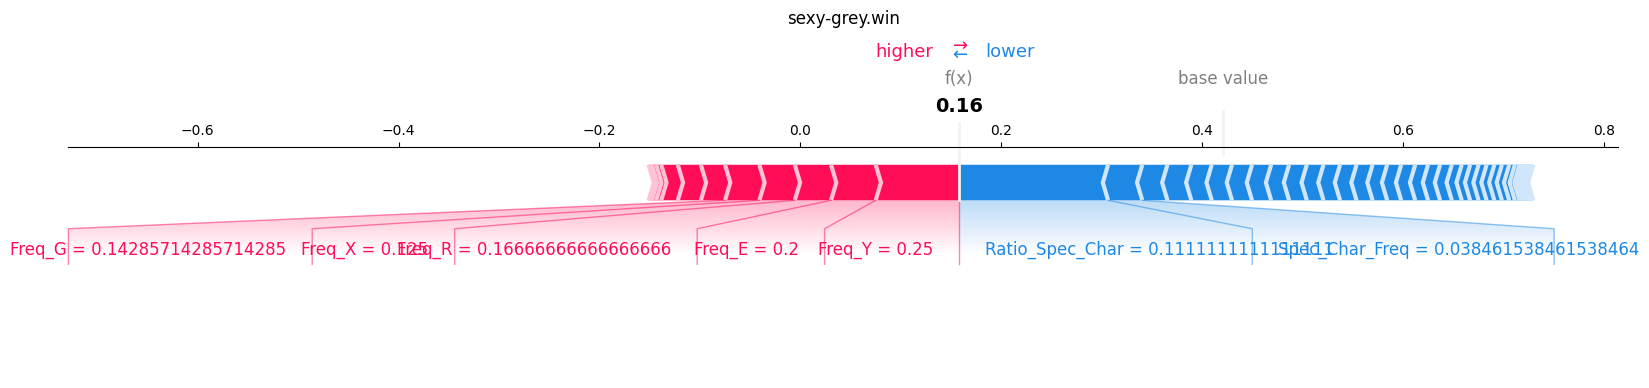 sexy-grey.win
higher ⇄ lower
f(x) base value
0.16
−0.6 −0.4 −0.2 0.0 0.2 0.4 0.6 0.8
Freq_G = 0.14285714285714285 Freq_X = 0.125 Freq_R = 0.16666666666666666 Freq_E = 0.2 Freq_Y = 0.25 Ratio_Spec_Char = 0.1111111111111111 Spec_Char_Freq = 0.038461538461538464